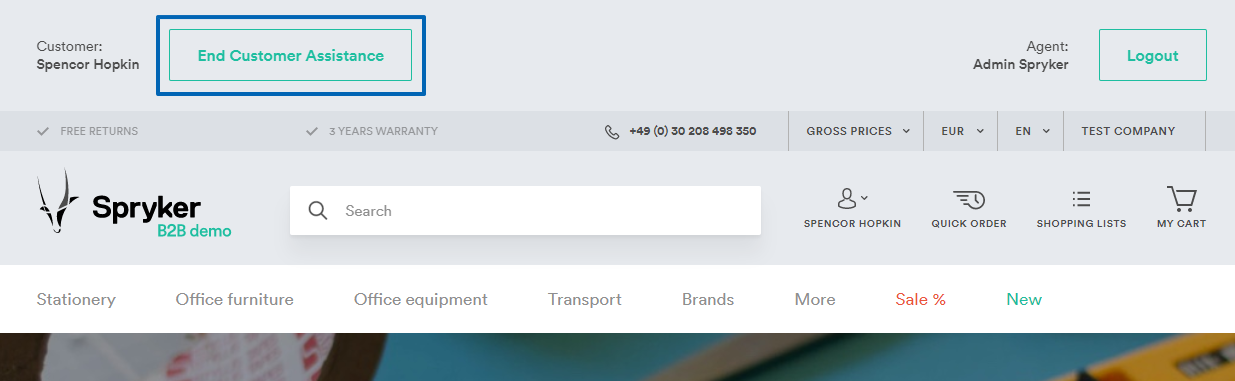 Customer:
Spencor Hopkin
End Customer Assistance
Agent:
Admin Spryker
Logout
FREE RETURNS
3 YEARS WARRANTY
+49 (0) 30 208 498 350
GROSS PRICES
EUR
EN
TEST COMPANY
Spryker
B2B demo
Search
SPENCOR HOPKIN
QUICK ORDER
SHOPPING LISTS
MY CART
Stationery
Office furniture
Office equipment
Transport
Brands
More
Sale %
New